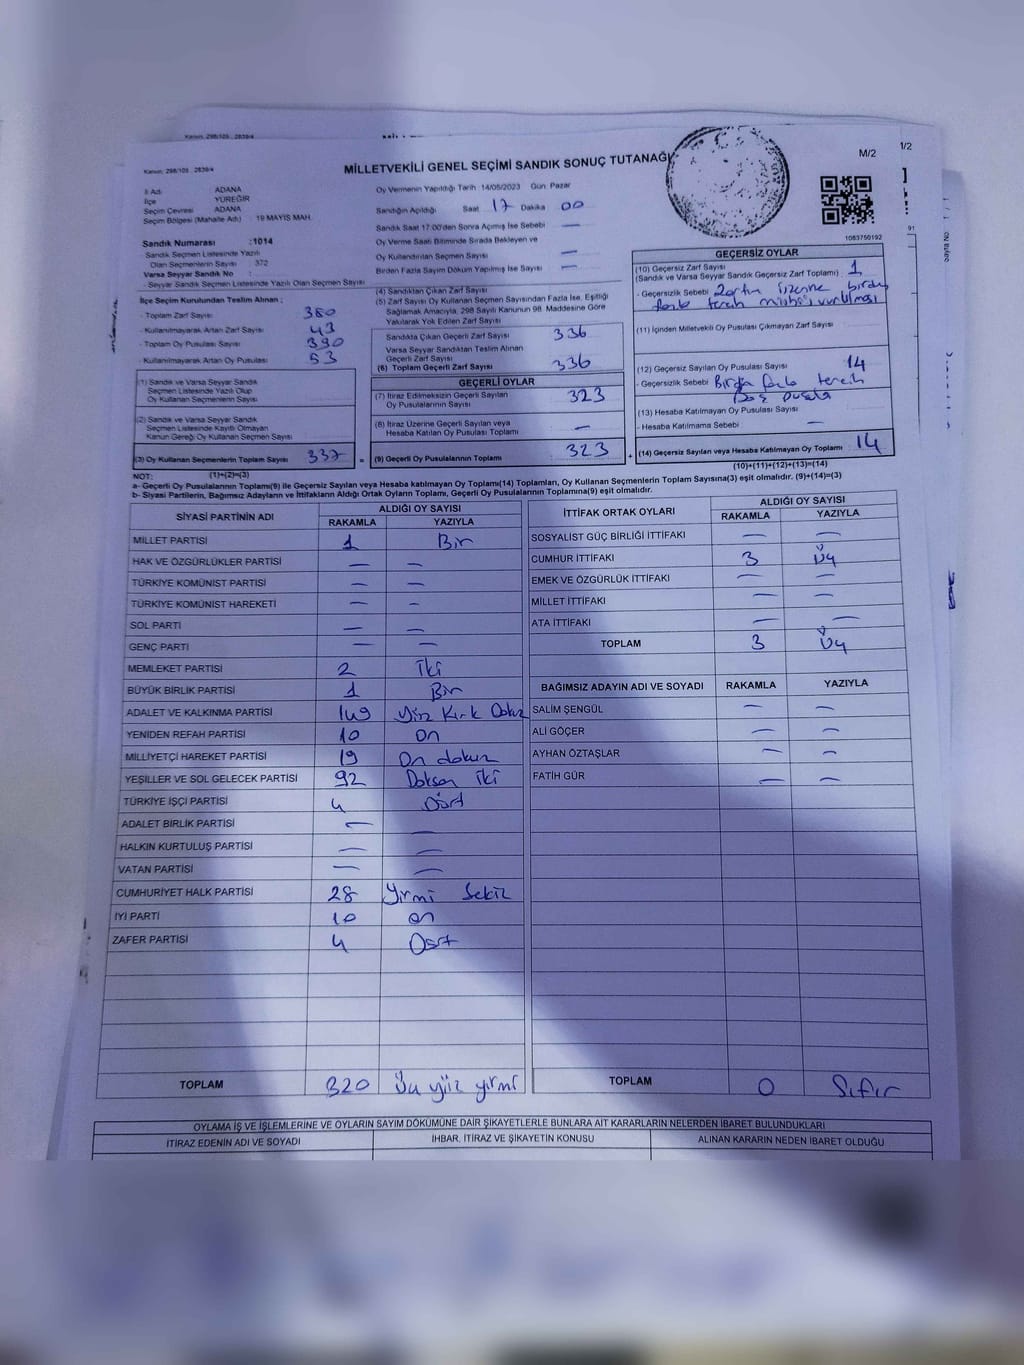 Kanun: 298/105 2839/4
MİLLETVEKİLİ GENEL SEÇİMİ SANDIK SONUÇ TUTANAĞI
M/2
1/2
İl Adı ADANA
İlçe YÜREĞİR
Seçim Çevresi ADANA
Seçim Bölgesi (Mahalle Adı) 19 MAYIS MAH.
Sandık Numarası :1014
Sandık Seçmen Listesinde Yazılı
Olan Seçmenlerin Sayısı : 372
Varsa Seyyar Sandık No :
- Seyyar Sandık Seçmen Listesinde Yazılı Olan Seçmen Sayısı
İlçe Seçim Kurulundan Teslim Alınan ;
- Toplam Zarf Sayısı 380
- Kullanılmayarak Artan Zarf Sayısı 43
- Toplam Oy Pusulası Sayısı 390
- Kullanılmayarak Artan Oy Pusulası 53
(1) Sandık ve Varsa Seyyar Sandık
Seçmen Listesinde Yazılı Olup
Oy Kullanan Seçmenlerin Sayısı
(2) Sandık ve Varsa Seyyar Sandık
Seçmen Listesinde Kayıtlı Olmayan
Kanun Gereği Oy Kullanan Seçmen Sayısı
(3) Oy Kullanan Seçmenlerin Toplam Sayısı 337 =
Oy Vermenin Yapıldığı Tarih :14/05/2023 Gün: Pazar
Sandığın Açıldığı Saat 17 Dakika 00
Sandık Saat 17:00'den Sonra Açılmış İse Sebebi —
Oy Verme Saati Bitiminde Sırada Bekleyen ve
Oy Kullandırılan Seçmen Sayısı —
Birden Fazla Sayım Döküm Yapılmış İse Sayısı —
(4) Sandıktan Çıkan Zarf Sayısı
(5) Zarf Sayısı Oy Kullanan Seçmen Sayısından Fazla İse, Eşitliği
Sağlamak Amacıyla, 298 Sayılı Kanunun 98. Maddesine Göre
Yakılarak Yok Edilen Zarf Sayısı
Sandıkta Çıkan Geçerli Zarf Sayısı 336
Varsa Seyyar Sandıktan Teslim Alınan
Geçerli Zarf Sayısı
(6) Toplam Geçerli Zarf Sayısı 336
GEÇERLİ OYLAR
(7) İtiraz Edilmeksizin Geçerli Sayılan
Oy Pusulalarının Sayısı 323
(8) İtiraz Üzerine Geçerli Sayılan veya
Hesaba Katılan Oy Pusulası Toplamı —
(9) Geçerli Oy Pusulalarının Toplamı 323 +
1083750192
GEÇERSİZ OYLAR
(10) Geçersiz Zarf Sayısı
(Sandık ve Varsa Seyyar Sandık Geçersiz Zarf Toplamı) : 1
- Geçersizlik Sebebi Zarfın üzerine birden
fazla tercih mührü vurulması
(11) İçinden Milletvekili Oy Pusulası Çıkmayan Zarf Sayısı
(12) Geçersiz Sayılan Oy Pusulası Sayısı 14
- Geçersizlik Sebebi Birden fazla tercih
Boş pusula
(13) Hesaba Katılmayan Oy Pusulası Sayısı
- Hesaba Katılmama Sebebi —
(14) Geçersiz Sayılan veya Hesaba Katılmayan Oy Toplamı 14
(10)+(11)+(12)+(13)=(14)
NOT: (1)+(2)=(3)
a- Geçerli Oy Pusulaları Toplamı(9) ile Geçersiz Sayılan veya Hesaba katılmayan Oy Toplamı(14) Toplamları, Oy Kullanan Seçmenlerin Toplam Sayısına(3) eşit olmalıdır. (9)+(14)=(3)
b- Siyasi Partilerin, Bağımsız Adayların ve İttifakların Aldığı Ortak Oyların Toplamı, Geçerli Oy Pusulalarının Toplamına(9) eşit olmalıdır.
SİYASİ PARTİNİN ADI ALDIĞI OY SAYISI
RAKAMLA YAZIYLA
MİLLET PARTİSİ 1 Bir
HAK VE ÖZGÜRLÜKLER PARTİSİ — —
TÜRKİYE KOMÜNİST PARTİSİ — —
TÜRKİYE KOMÜNİST HAREKETİ — —
SOL PARTİ — —
GENÇ PARTİ — —
MEMLEKET PARTİSİ 2 İki
BÜYÜK BİRLİK PARTİSİ 1 Bir
ADALET VE KALKINMA PARTİSİ 149 Yüz Kırk Dokuz
YENİDEN REFAH PARTİSİ 10 On
MİLLİYETÇİ HAREKET PARTİSİ 19 On dokuz
YEŞİLLER VE SOL GELECEK PARTİSİ 92 Doksan iki
TÜRKİYE İŞÇİ PARTİSİ 4 Dört
ADALET BİRLİK PARTİSİ — —
HALKIN KURTULUŞ PARTİSİ — —
VATAN PARTİSİ — —
CUMHURİYET HALK PARTİSİ 28 Yirmi Sekiz
İYİ PARTİ 10 on
ZAFER PARTİSİ 4 Dört
TOPLAM 320 Üç yüz yirmi
İTTİFAK ORTAK OYLARI ALDIĞI OY SAYISI
RAKAMLA YAZIYLA
SOSYALİST GÜÇ BİRLİĞİ İTTİFAKI — —
CUMHUR İTTİFAKI 3 Üç
EMEK VE ÖZGÜRLÜK İTTİFAKI — —
MİLLET İTTİFAKI — —
ATA İTTİFAKI — —
TOPLAM 3 Üç
BAĞIMSIZ ADAYIN ADI VE SOYADI RAKAMLA YAZIYLA
SALİM ŞENGÜL — —
ALİ GÖÇER — —
AYHAN ÖZTAŞLAR — —
FATİH GÜR — —
TOPLAM 0 Sıfır
OYLAMA İŞ VE İŞLEMLERİNE VE OYLARIN SAYIM DÖKÜMÜNE DAİR ŞİKAYETLERLE BUNLARA AİT KARARLARIN NELERDEN İBARET BULUNDUKLARI
İTİRAZ EDENİN ADI VE SOYADI İHBAR, İTİRAZ VE ŞİKAYETİN KONUSU ALINAN KARARIN NEDEN İBARET OLDUĞU